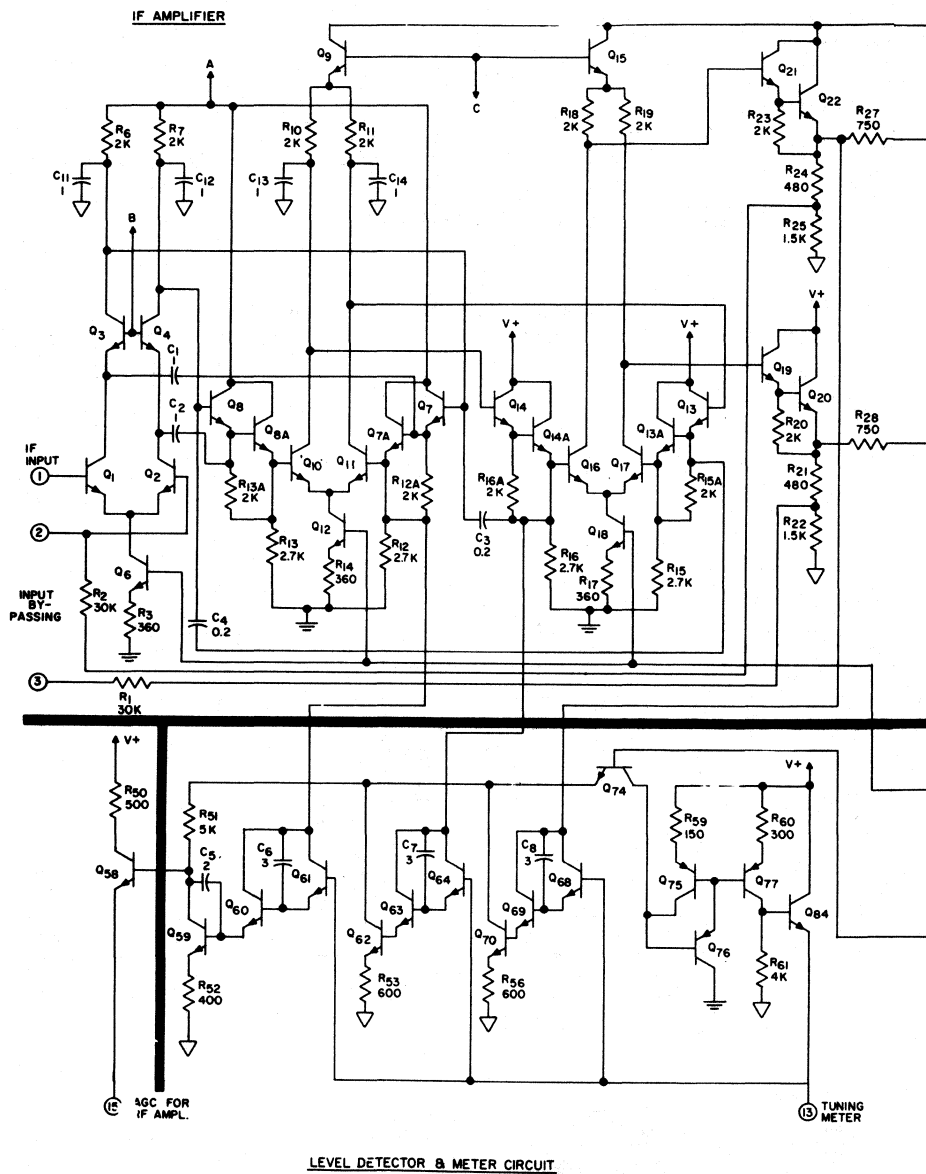 IF AMPLIFIER
Q9
Q15
Q21
Q22
A
C
R6
2K
R7
2K
R10
2K
R11
2K
R18
2K
R19
2K
R23
2K
R27
750
C11
1
C12
1
C13
1
C14
1
R24
480
R25
1.5K
B
V+
V+
V+
Q3
Q4
C1
1
C2
1
Q8
Q8A
Q7A
Q7
Q14
Q14A
Q13A
Q13
Q19
Q20
R20
2K
R28
750
IF
INPUT
1
Q1
Q2
R13A
2K
Q10
Q11
R12A
2K
R16A
2K
Q16
Q17
R15A
2K
R21
480
2
Q6
R13
2.7K
Q12
R14
360
R12
2.7K
C3
0.2
R16
2.7K
Q18
R17
360
R15
2.7K
R22
1.5K
INPUT
BY-
PASSING
R2
30K
R3
360
C4
0.2
3
R1
30K
V+
V+
R50
500
R51
5K
Q74
R59
150
R60
300
Q58
C5
2
C6
3
Q61
C7
3
Q64
C8
3
Q68
Q75
Q77
Q84
Q59
Q60
Q63
Q62
Q69
Q70
Q76
R52
400
R53
600
R56
600
R61
4K
15
AGC FOR
RF AMPL.
13
TUNING
METER
LEVEL DETECTOR & METER CIRCUIT